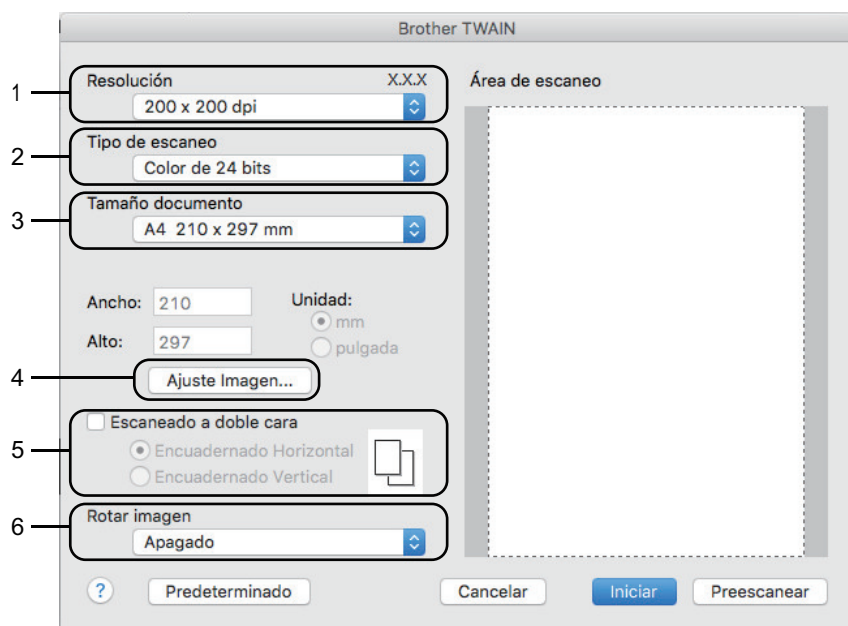 Brother TWAIN
1
Resolución X.X.X
200 x 200 dpi
2
Tipo de escaneo
Color de 24 bits
3
Tamaño documento
A4 210 x 297 mm
Ancho: 210
Unidad:
mm
Alto: 297
pulgada
4
Ajuste Imagen...
5
Escaneado a doble cara
Encuadernado Horizontal
Encuadernado Vertical
6
Rotar imagen
Apagado
Área de escaneo
?
Predeterminado
Cancelar
Iniciar
Preescanear